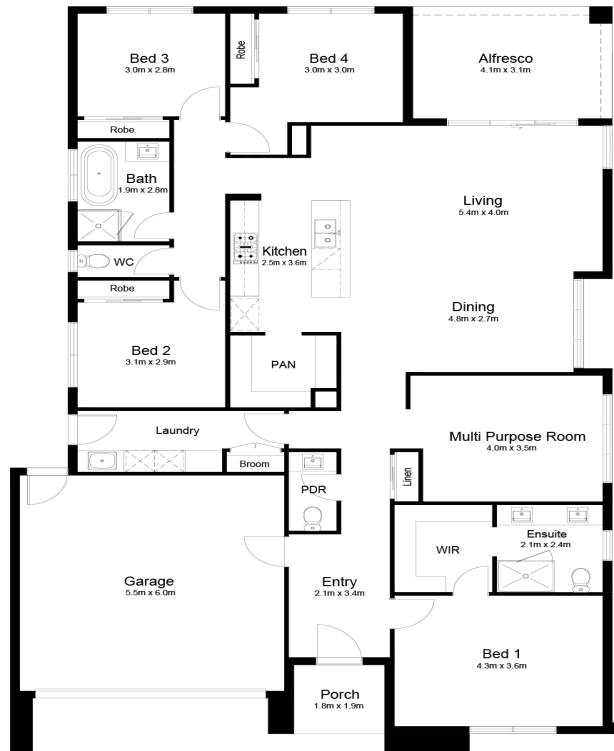 Bed 3
3.0m x 2.8m
Robe
Bed 4
3.0m x 3.0m
Alfresco
4.1m x 3.1m
Robe
Bath
1.9m x 2.8m
Living
5.4m x 4.0m
Kitchen
2.5m x 3.6m
WC
Robe
Dining
4.8m x 2.7m
Bed 2
3.1m x 2.9m
PAN
Laundry
Broom
Multi Purpose Room
4.0m x 3.5m
Linen
PDR
Ensuite
2.1m x 2.4m
WIR
Garage
5.5m x 6.0m
Entry
2.1m x 3.4m
Bed 1
4.3m x 3.6m
Porch
1.8m x 1.9m